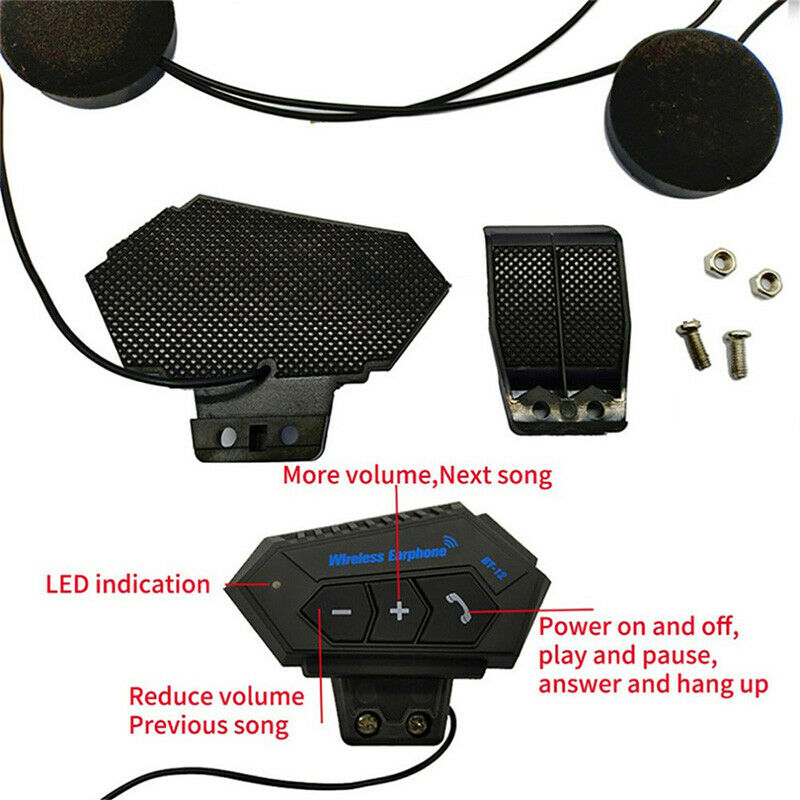 More volume,Next song
Wireless Earphone
BT-12
LED indication
Power on and off,
play and pause,
answer and hang up
Reduce volume
Previous song